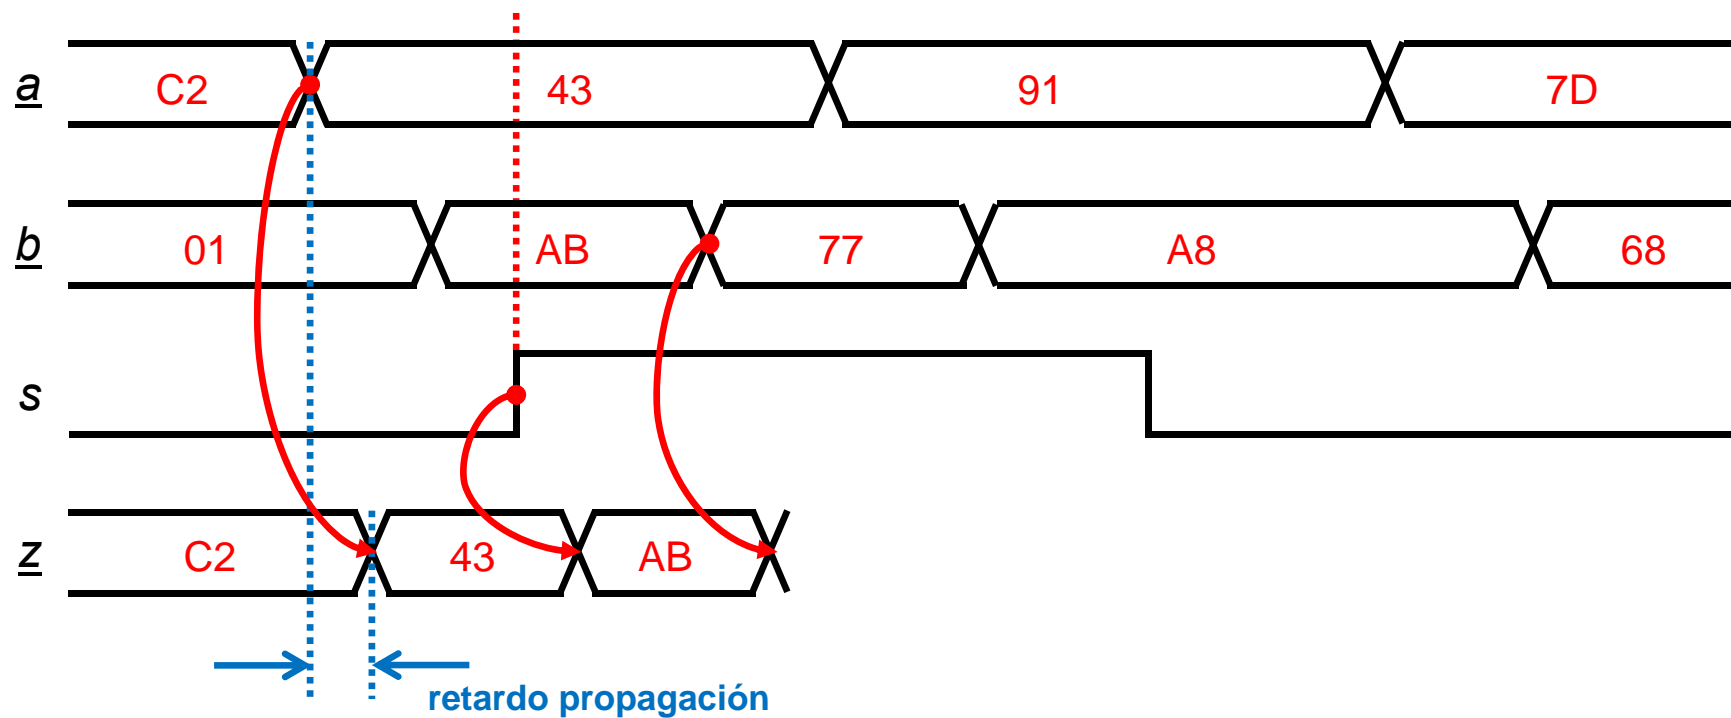 a C2 43 91 7D
b 01 AB 77 A8 68
s
z C2 43 AB
retardo propagación